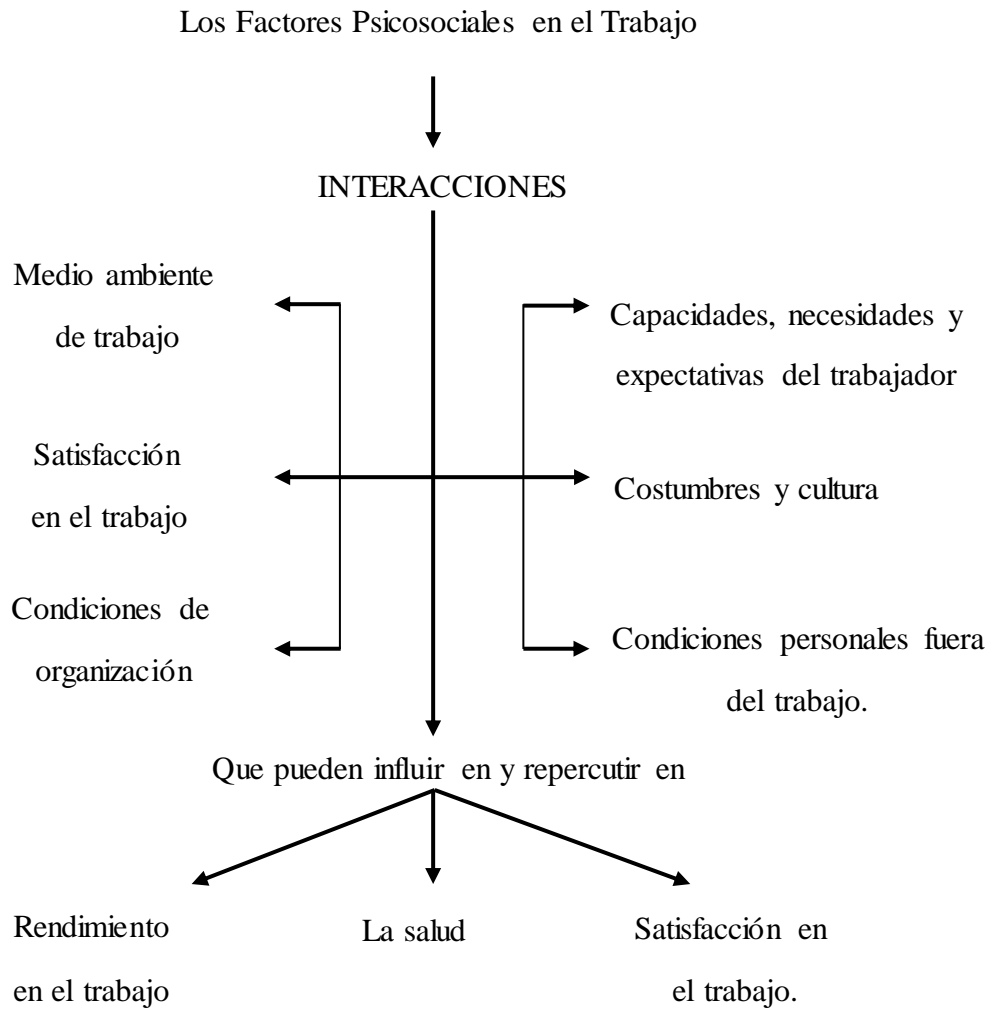 Los Factores Psicosociales en el Trabajo
INTERACCIONES
Medio ambiente
de trabajo
Capacidades, necesidades y
expectativas del trabajador
Satisfacción
en el trabajo
Costumbres y cultura
Condiciones de
organización
Condiciones personales fuera
del trabajo.
Que pueden influir en y repercutir en
Rendimiento
en el trabajo
La salud
Satisfacción en
el trabajo.